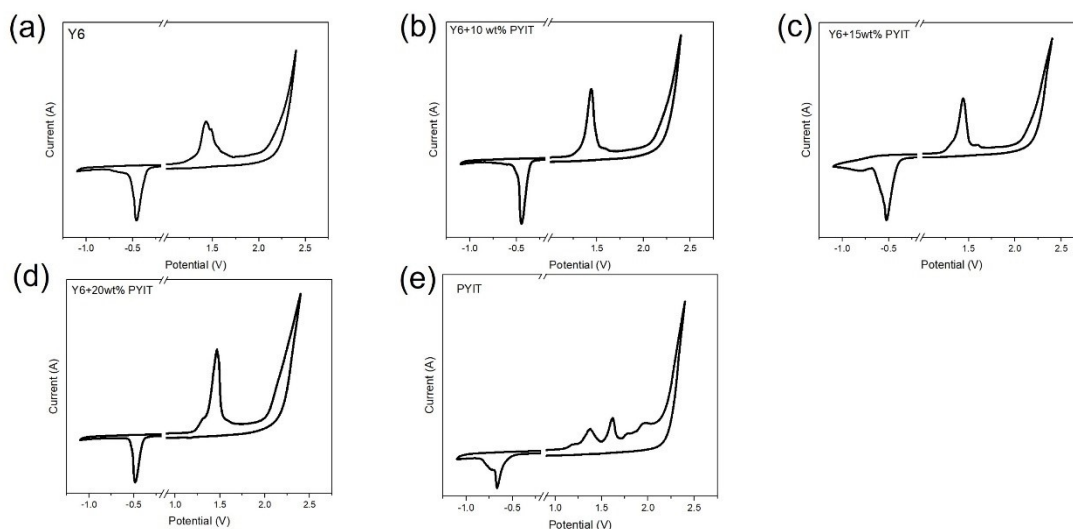 (a)
Y6
Current (A)
-1.0 -0.5 1.5 2.0 2.5
Potential (V)
(b)
Y6+10 wt% PYIT
Current (A)
-1.0 -0.5 1.5 2.0 2.5
Potential (V)
(c)
Y6+15wt% PYIT
Current (A)
-1.0 -0.5 1.5 2.0 2.5
Potential (V)
(d)
Y6+20wt% PYIT
Current (A)
-1.0 -0.5 1.0 1.5 2.0 2.5
Potential (V)
(e)
PYIT
Current (A)
-1.0 -0.5 1.0 1.5 2.0 2.5
Potential (V)